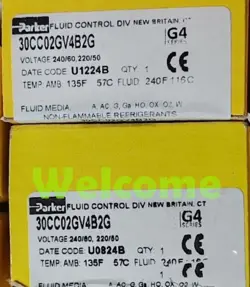 Parker FLUID CONTROL DIV NEW BRITAIN, CT
30CC02GV4B2G
G4
SERIES
VOLTAGE 240/60, 220/50
DATE CODE U1224B QTY 1
CE
TEMP. AMB: 135F 57C FLUID: 240F 116C
FLUID MEDIA A, AC, G, Ga HO, OX, O2 W
NON-FLAMMABLE REFRIGERANTS
Welcome
Parker FLUID CONTROL DIV NEW BRITAIN, CT
30CC02GV4B2G
G4
SERIES
VOLTAGE 240/60, 220/50
DATE CODE U0824B QTY 1
CE
TEMP. AMB: 135F 57C FLUID: 240F
FLUID MEDIA